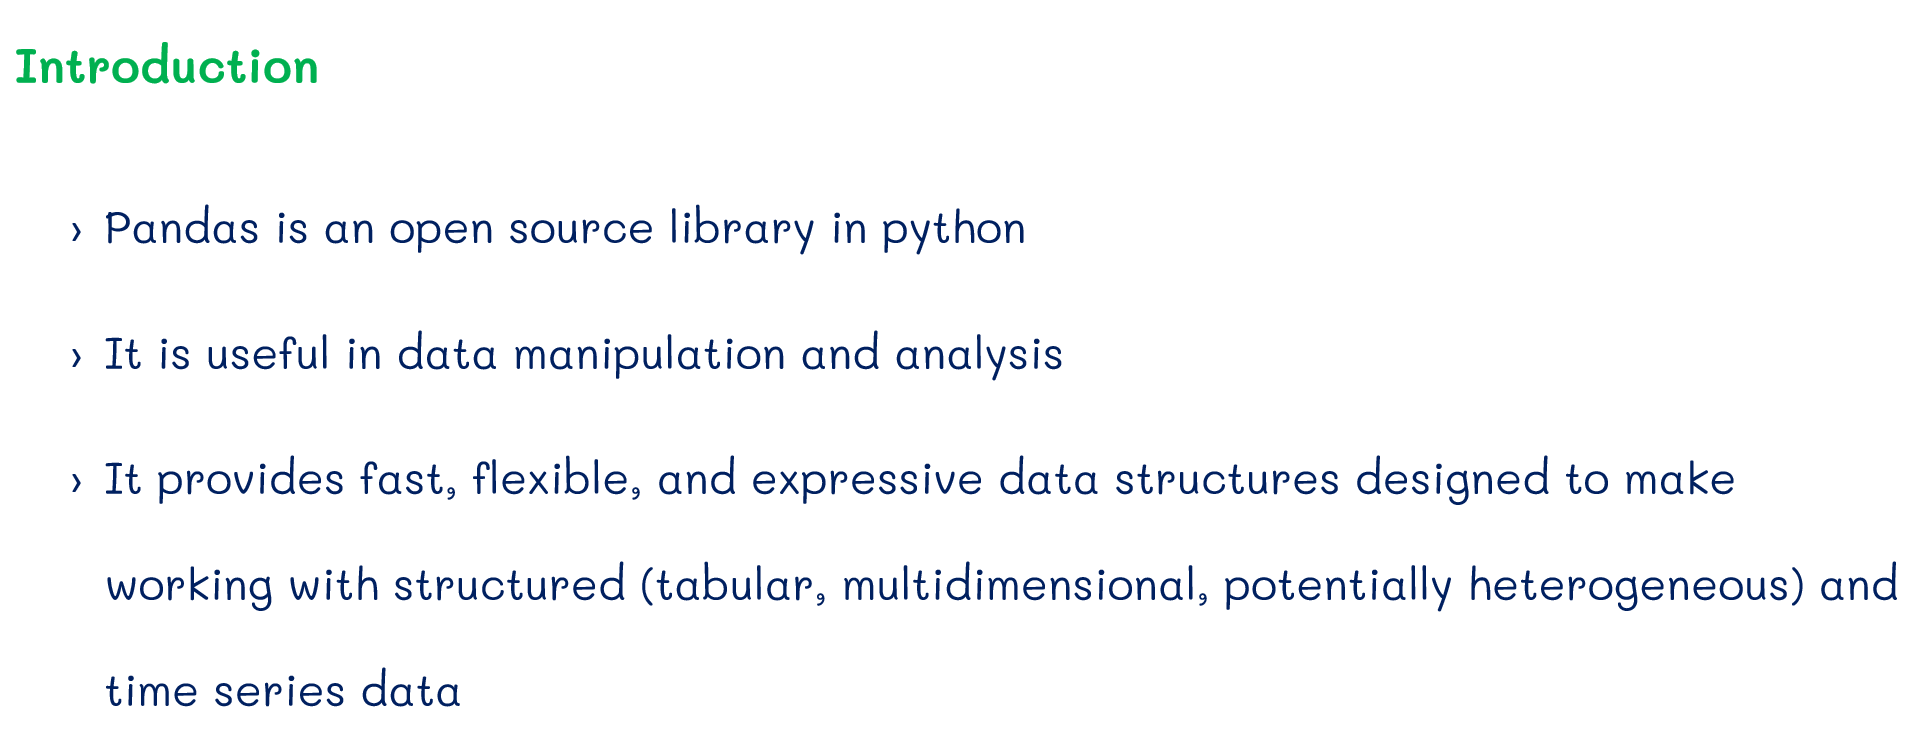 Introduction
› Pandas is an open source library in python
› It is useful in data manipulation and analysis
› It provides fast, flexible, and expressive data structures designed to make
working with structured (tabular, multidimensional, potentially heterogeneous) and
time series data